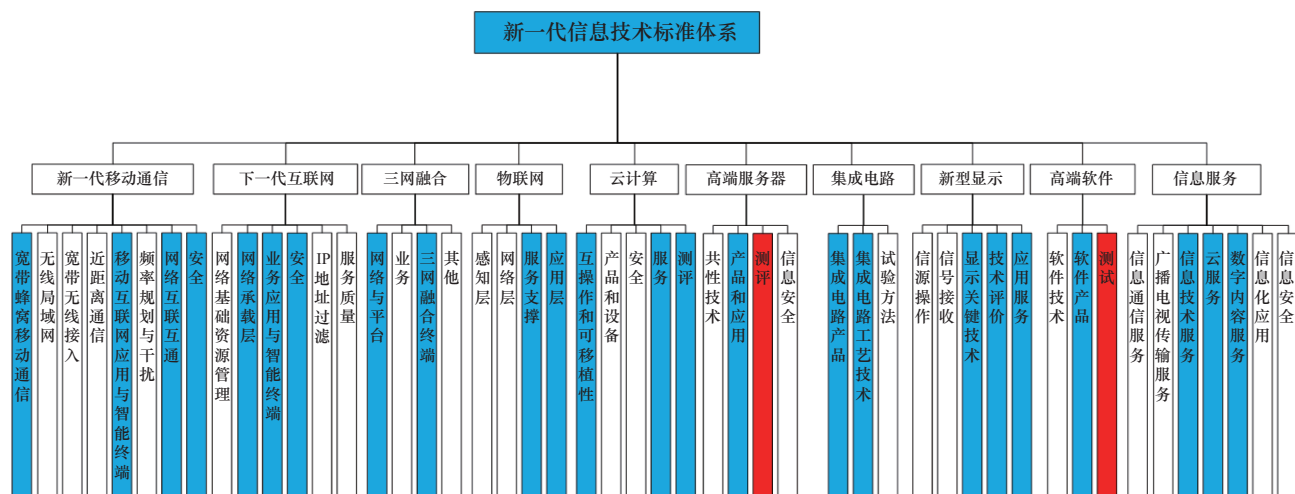 新一代信息技术标准体系
新一代移动通信
下一代互联网
三网融合
物联网
云计算
高端服务器
集成电路
新型显示
高端软件
信息服务
宽带蜂窝移动通信
无线局域网
宽带无线接入
近距离通信
移动互联网应用与智能终端
频率规划与干扰
网络互联互通
安全
网络基础资源管理
网络承载层
业务应用与智能终端
安全
IP地址过滤
服务质量
网络与平台
业务
三网融合终端
其他
感知层
网络层
服务支撑
应用层
互操作和可移植性
产品和设备
安全
服务
测评
共性技术
产品和应用
测评
信息安全
集成电路产品
集成电路工艺技术
试验方法
信源操作
信号接收
显示关键技术
技术评价
应用服务
软件技术
软件产品
测试
信息通信服务
广播电视传输服务
信息技术服务
云服务
数字内容服务
信息化应用
信息安全